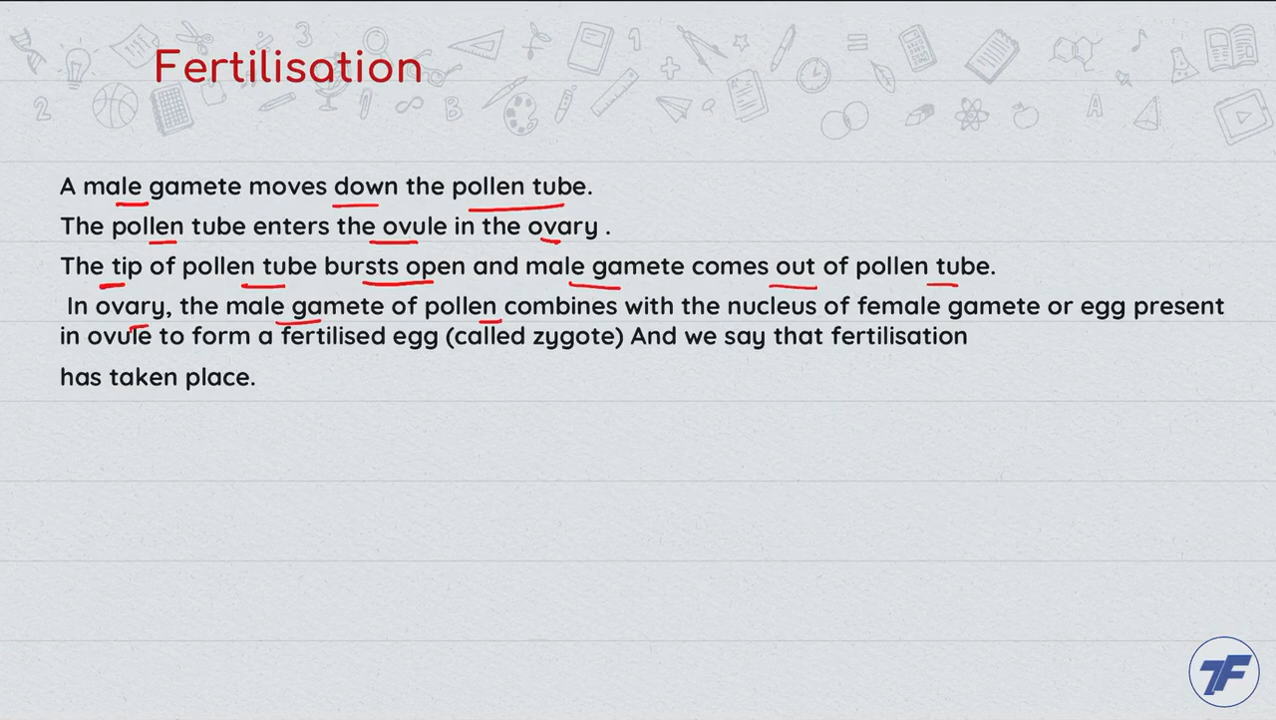 Fertilisation
A male gamete moves down the pollen tube.
The pollen tube enters the ovule in the ovary .
The tip of pollen tube bursts open and male gamete comes out of pollen tube.
In ovary, the male gamete of pollen combines with the nucleus of female gamete or egg present
in ovule to form a fertilised egg (called zygote) And we say that fertilisation
has taken place.